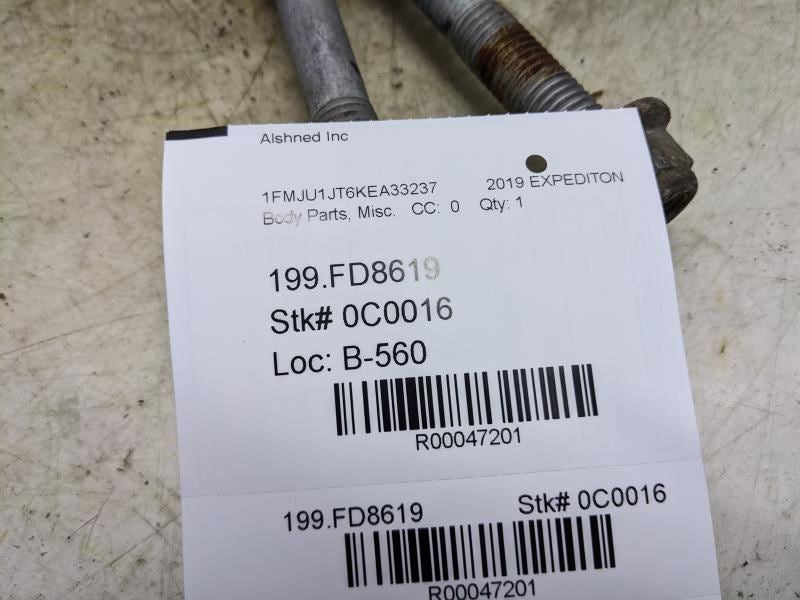 Alshned Inc
1FMJU1JT6KEA33237 2019 EXPEDITON
Body Parts, Misc. CC: 0 Qty: 1
199.FD8619
Stk# 0C0016
Loc: B-560
R00047201
199.FD8619 Stk# 0C0016
R00047201